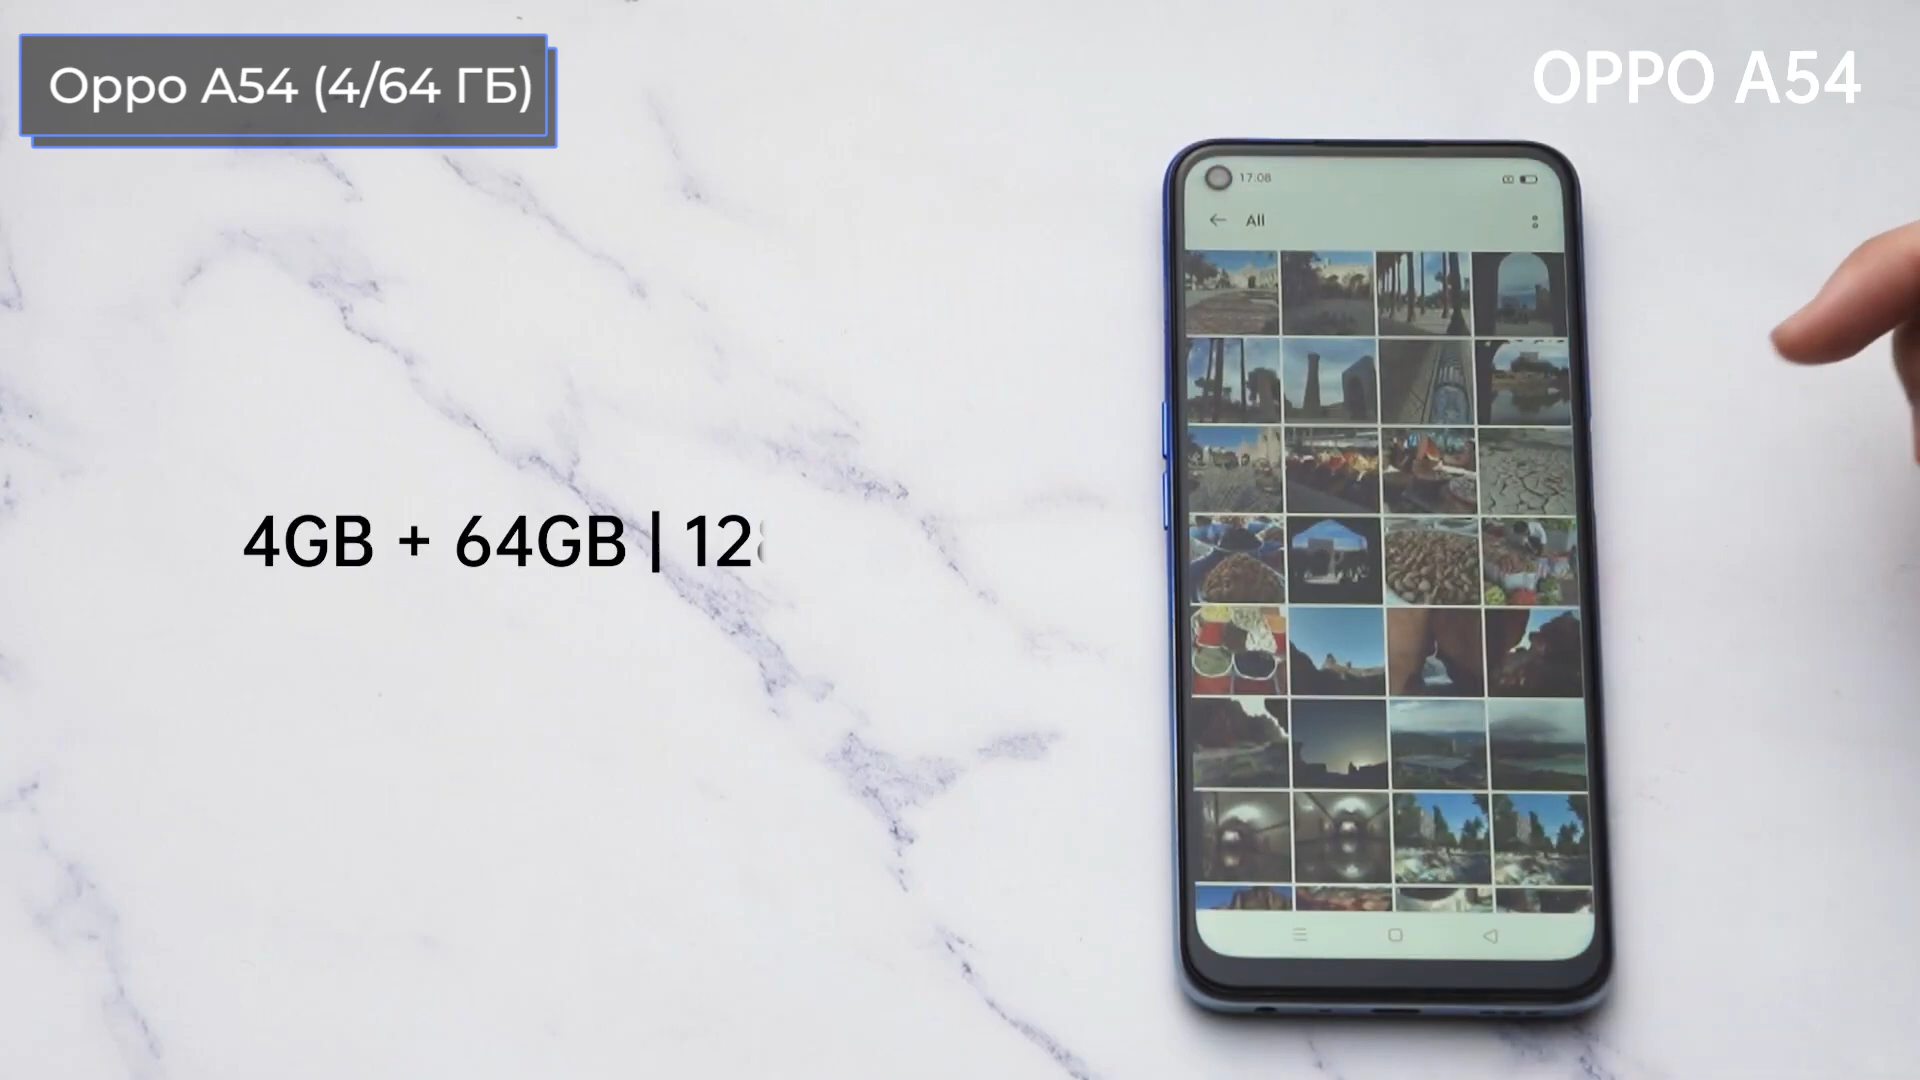 Oppo A54 (4/64 ГБ)
OPPO A54
17:08
All
4GB + 64GB | 12